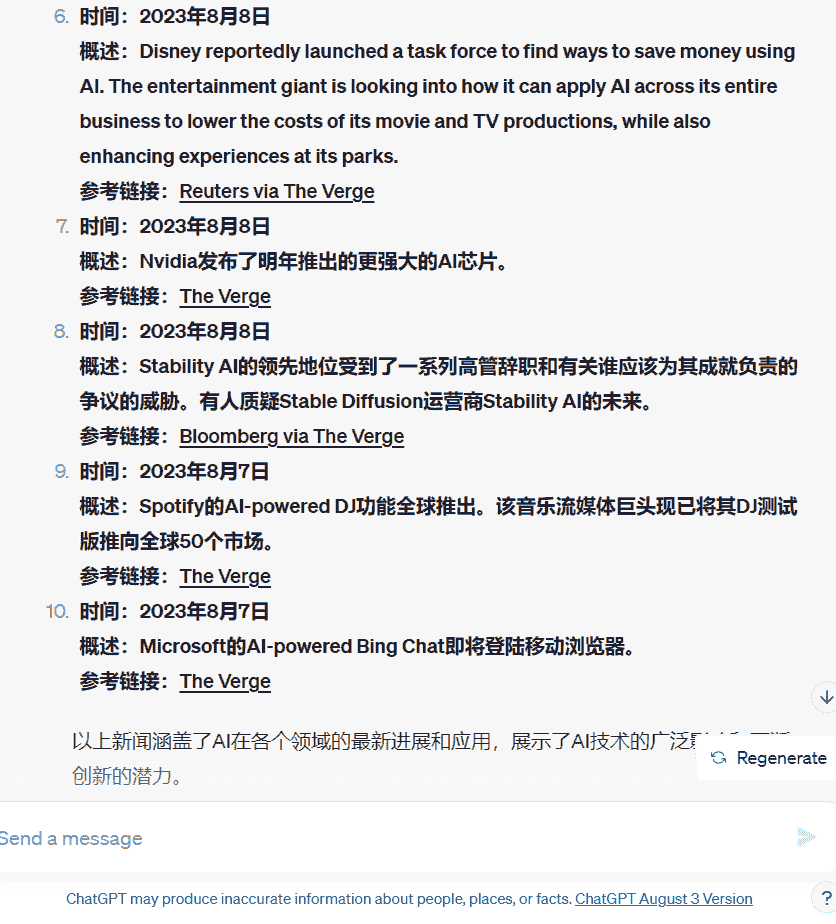 6. 时间：2023年8月8日
概述：Disney reportedly launched a task force to find ways to save money using
AI. The entertainment giant is looking into how it can apply AI across its entire
business to lower the costs of its movie and TV productions, while also
enhancing experiences at its parks.
参考链接：Reuters via The Verge
7. 时间：2023年8月8日
概述：Nvidia发布了明年推出的更强大的AI芯片。
参考链接：The Verge
8. 时间：2023年8月8日
概述：Stability AI的领先地位受到了一系列高管辞职和有关谁应该为其成就负责的
争议的威胁。有人质疑Stable Diffusion运营商Stability AI的未来。
参考链接：Bloomberg via The Verge
9. 时间：2023年8月7日
概述：Spotify的AI-powered DJ功能全球推出。该音乐流媒体巨头现已将其DJ测试
版推向全球50个市场。
参考链接：The Verge
10. 时间：2023年8月7日
概述：Microsoft的AI-powered Bing Chat即将登陆移动浏览器。
参考链接：The Verge
以上新闻涵盖了AI在各个领域的最新进展和应用，展示了AI技术的广泛
创新的潜力。
Regenerate
Send a message
ChatGPT may produce inaccurate information about people, places, or facts. ChatGPT August 3 Version
?